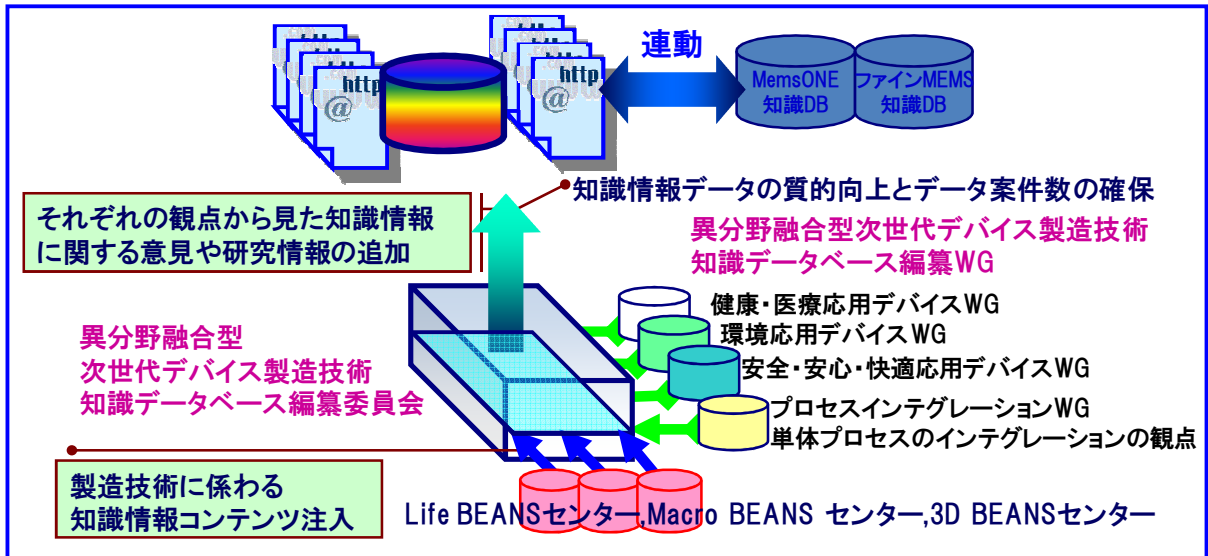 連動
http
@
http
@
MemsONE
知識DB
ファインMEMS
知識DB
知識情報データの質的向上とデータ案件数の確保
それぞれの観点から見た知識情報
に関する意見や研究情報の追加
異分野融合型次世代デバイス製造技術
知識データベース編纂WG
健康・医療応用デバイスWG
環境応用デバイスWG
安全・安心・快適応用デバイスWG
プロセスインテグレーションWG
単体プロセスのインテグレーションの観点
異分野融合型
次世代デバイス製造技術
知識データベース編纂委員会
製造技術に係わる
知識情報コンテンツ注入
Life BEANSセンター,Macro BEANS センター,3D BEANSセンター